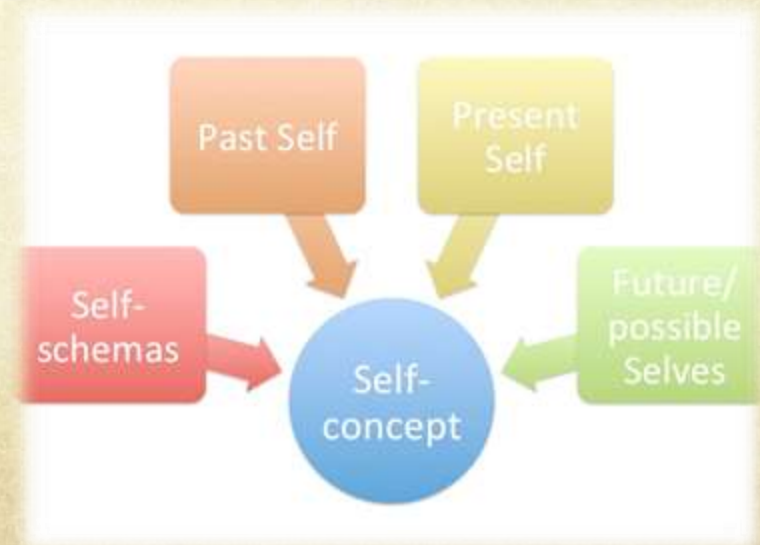 Past Self
Present
Self
Self-
schemas
Future/
possible
Selves
Self-
concept